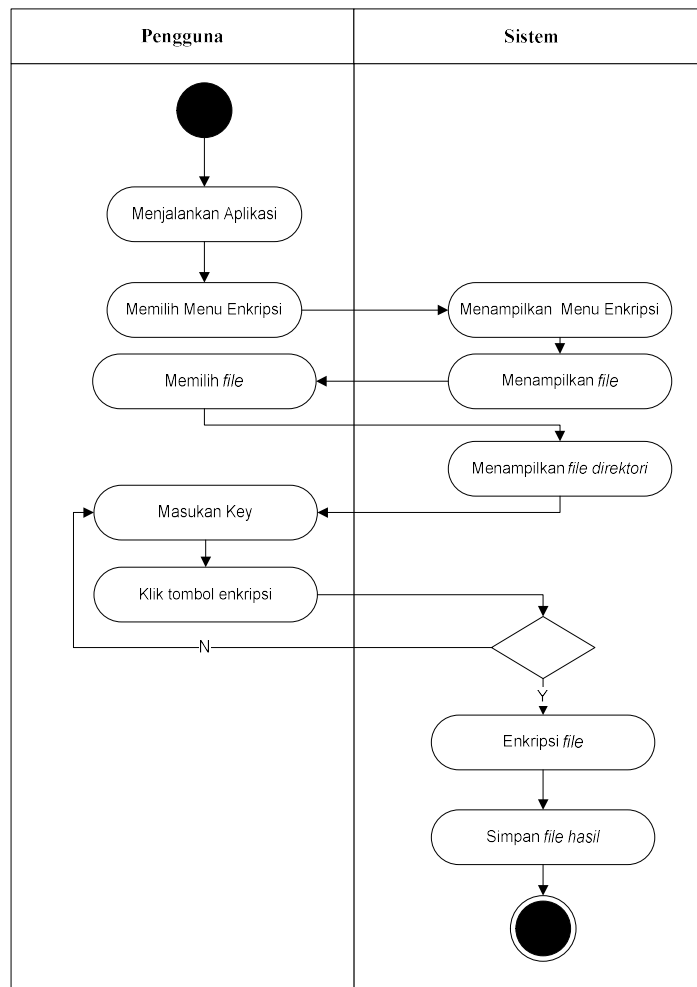 Pengguna
Sistem
Menjalankan Aplikasi
Memilih Menu Enkripsi
Menampilkan Menu Enkripsi
Memilih file
Menampilkan file
Menampilkan file direktori
Masukan Key
Klik tombol enkripsi
N
Y
Enkripsi file
Simpan file hasil